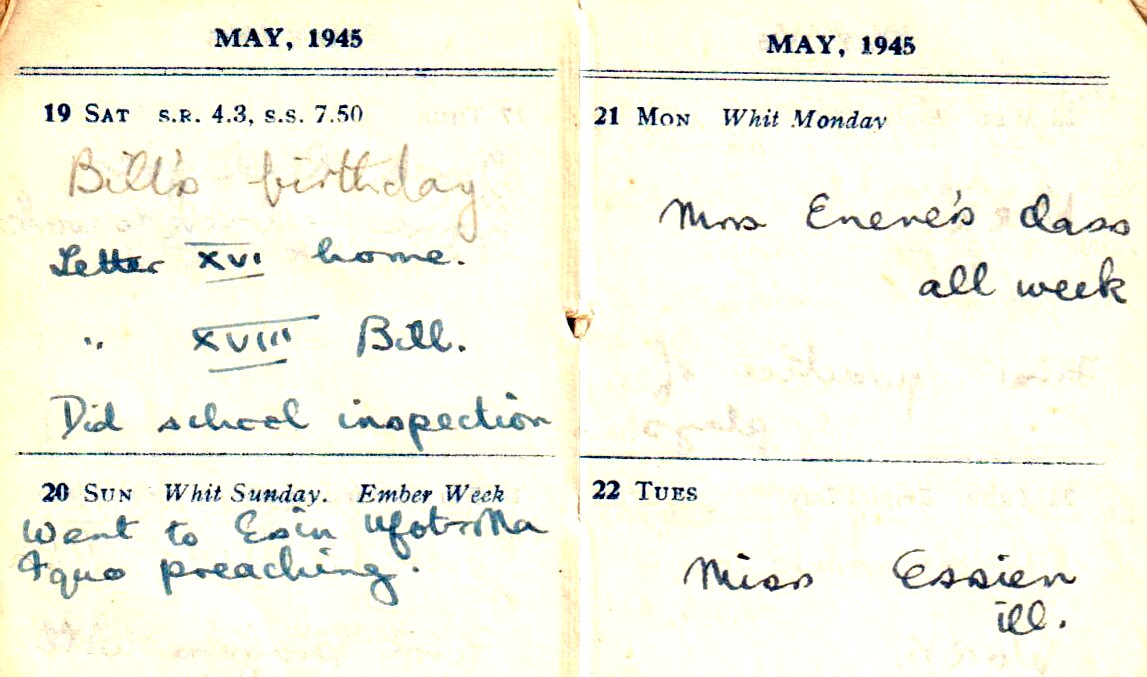 MAY, 1945
19 SAT S.R. 4.3, S.S. 7.50
Bill's birthday
Letter XVI home.
" XVIII Bill.
Did school inspection
20 SUN Whit Sunday. Ember Week
Went to Esin Ufot
Aquo preaching.
MAY, 1945
21 MON Whit Monday
Mrs Enene's class
all week
22 TUES
Miss Essien
ill.